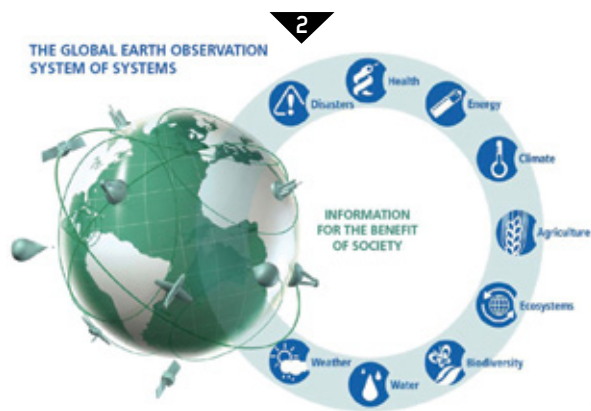 2
THE GLOBAL EARTH OBSERVATION
SYSTEM OF SYSTEMS
Disasters
Health
Energy
Climate
Agriculture
Ecosystems
Biodiversity
Water
Weather
INFORMATION
FOR THE BENEFIT
OF SOCIETY